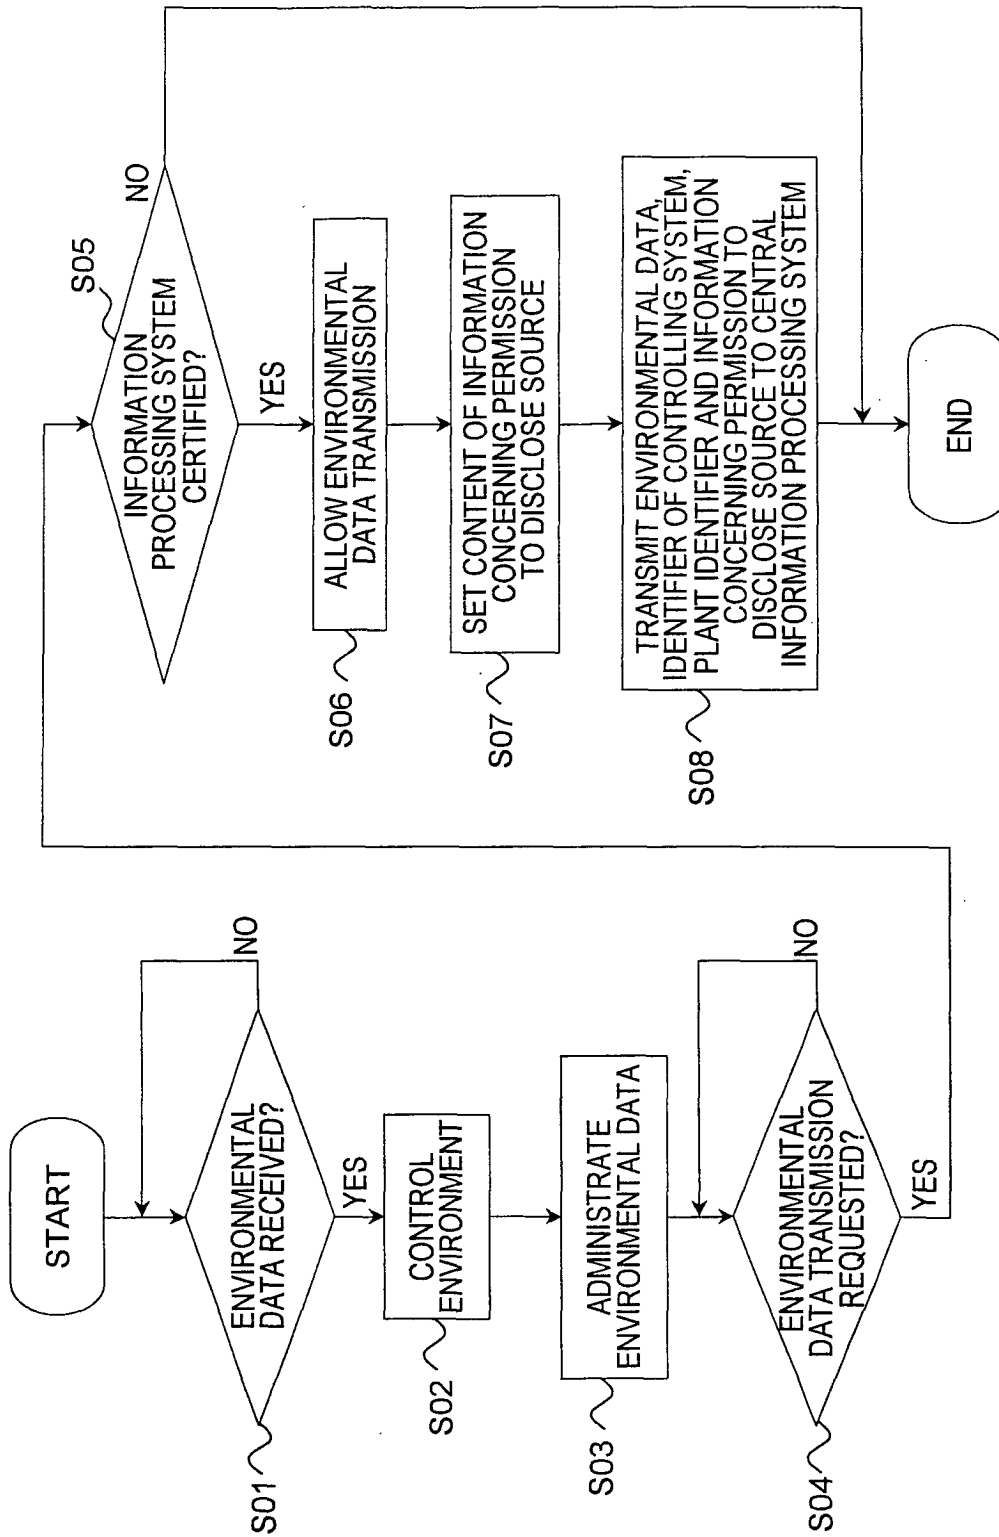 START
S01
ENVIRONMENTAL
DATA RECEIVED?
NO
YES
S02
CONTROL
ENVIRONMENT
S03
ADMINISTRATE
ENVIRONMENTAL DATA
S04
ENVIRONMENTAL
DATA TRANSMISSION
REQUESTED?
NO
YES
S05
INFORMATION
PROCESSING SYSTEM
CERTIFIED?
NO
YES
S06
ALLOW ENVIRONMENTAL
DATA TRANSMISSION
S07
SET CONTENT OF INFORMATION
CONCERNING PERMISSION
TO DISCLOSE SOURCE
S08
TRANSMIT ENVIRONMENTAL DATA,
IDENTIFIER OF CONTROLLING SYSTEM,
PLANT IDENTIFIER AND INFORMATION
CONCERNING PERMISSION TO
DISCLOSE SOURCE TO CENTRAL
INFORMATION PROCESSING SYSTEM
END